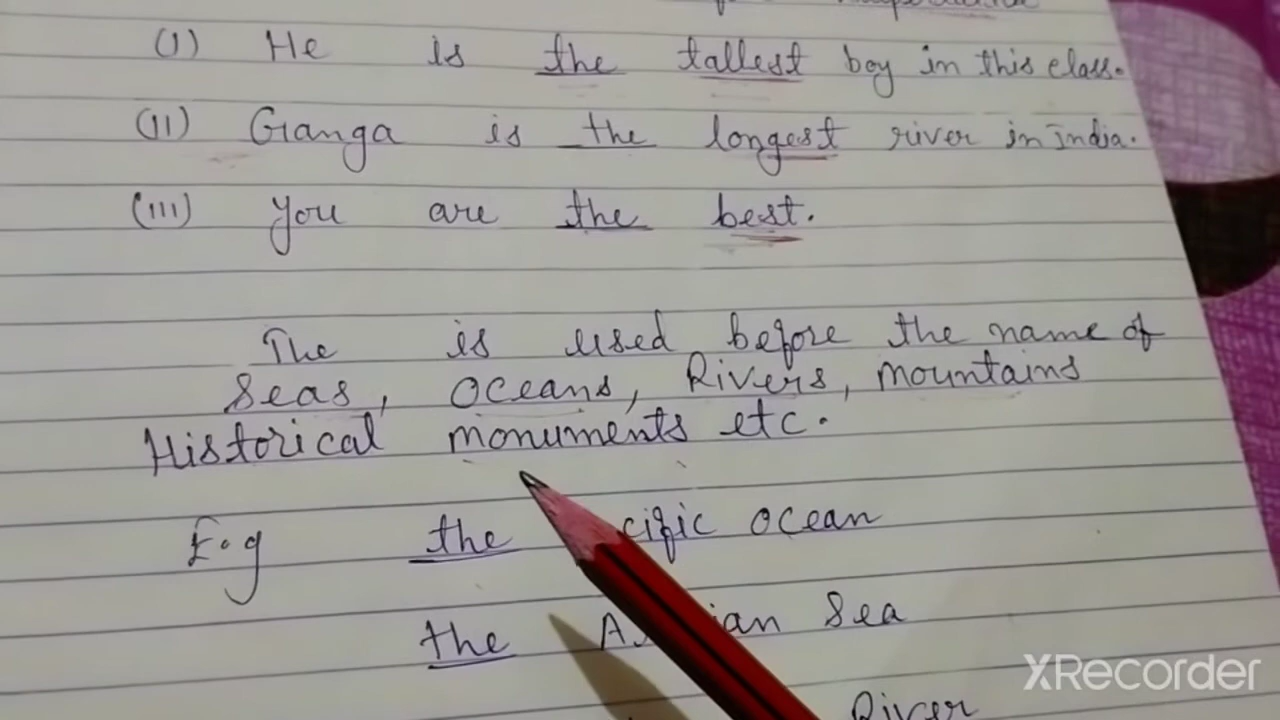 (I) He is the tallest boy in this class.
(II) Ganga is the longest river in India.
(III) You are the best.
The is used before the name of
Seas, Oceans, Rivers, Mountains
Historical monuments etc.
E.g the Ocean
the Sea
River
XRecorder